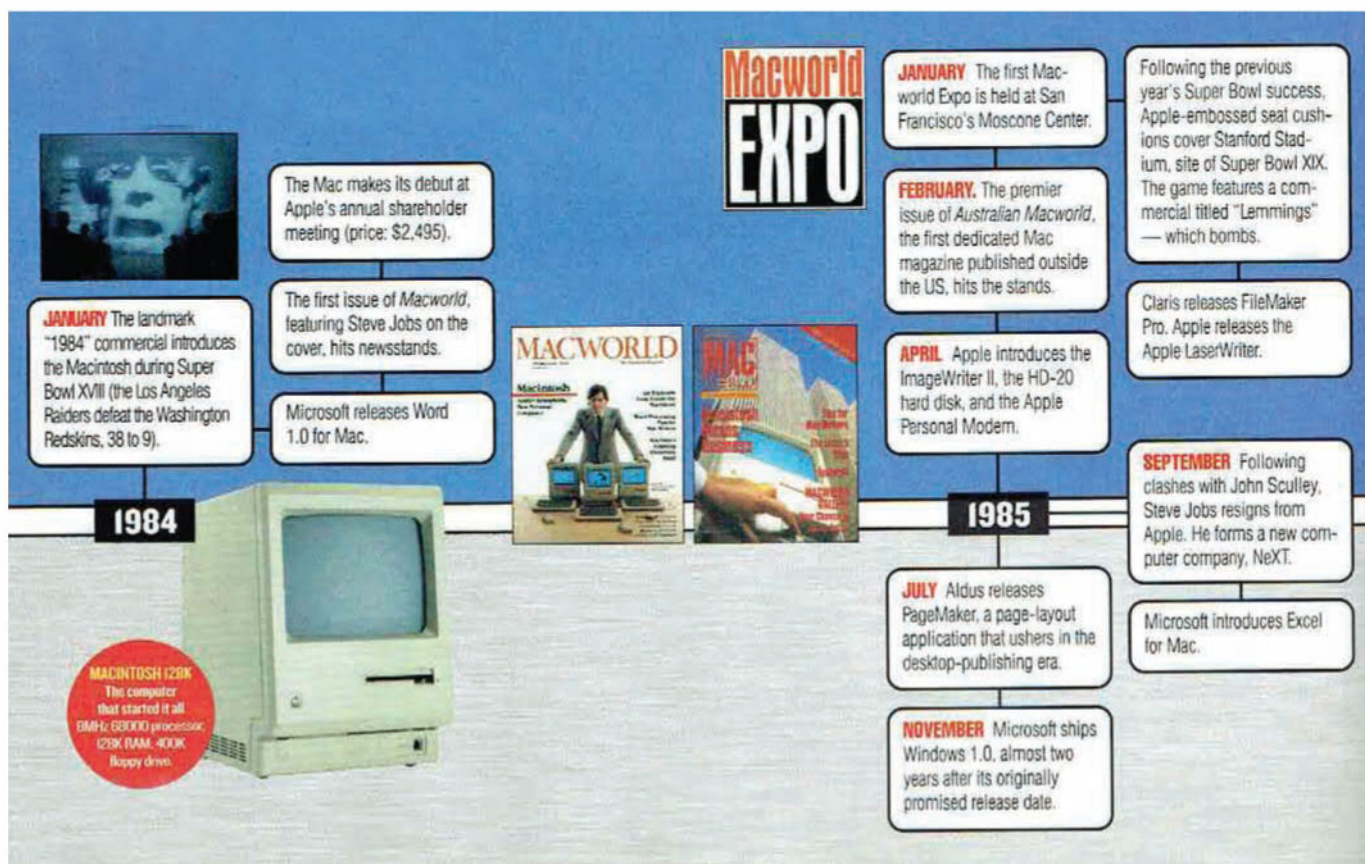 JANUARY The landmark
"1984" commercial introduces
the Macintosh during Super
Bowl XVIII (the Los Angeles
Raiders defeat the Washington
Redskins, 38 to 9).
The Mac makes its debut at
Apple's annual shareholder
meeting (price: $2,495).
The first issue of Macworld,
featuring Steve Jobs on the
cover, hits newsstands.
Microsoft releases Word
1.0 for Mac.
1984
MACINTOSH 128K
The computer
that started it all
8MHz 68000 processor;
128K RAM; 400K
floppy drive.
MACWORLD
Macintosh
MAC
Macworld
EXPO
JANUARY The first Mac-
world Expo is held at San
Francisco's Moscone Center.
FEBRUARY. The premier
issue of Australian Macworld,
the first dedicated Mac
magazine published outside
the US, hits the stands.
APRIL Apple introduces the
ImageWriter II, the HD-20
hard disk, and the Apple
Personal Modem.
1985
JULY Aldus releases
PageMaker, a page-layout
application that ushers in the
desktop-publishing era.
NOVEMBER Microsoft ships
Windows 1.0, almost two
years after its originally
promised release date.
Following the previous
year's Super Bowl success,
Apple-embossed seat cush-
ions cover Stanford Stad-
ium, site of Super Bowl XIX.
The game features a com-
mercial titled "Lemmings"
— which bombs.
Claris releases FileMaker
Pro. Apple releases the
Apple LaserWriter.
SEPTEMBER Following
clashes with John Sculley,
Steve Jobs resigns from
Apple. He forms a new com-
puter company, NeXT.
Microsoft introduces Excel
for Mac.